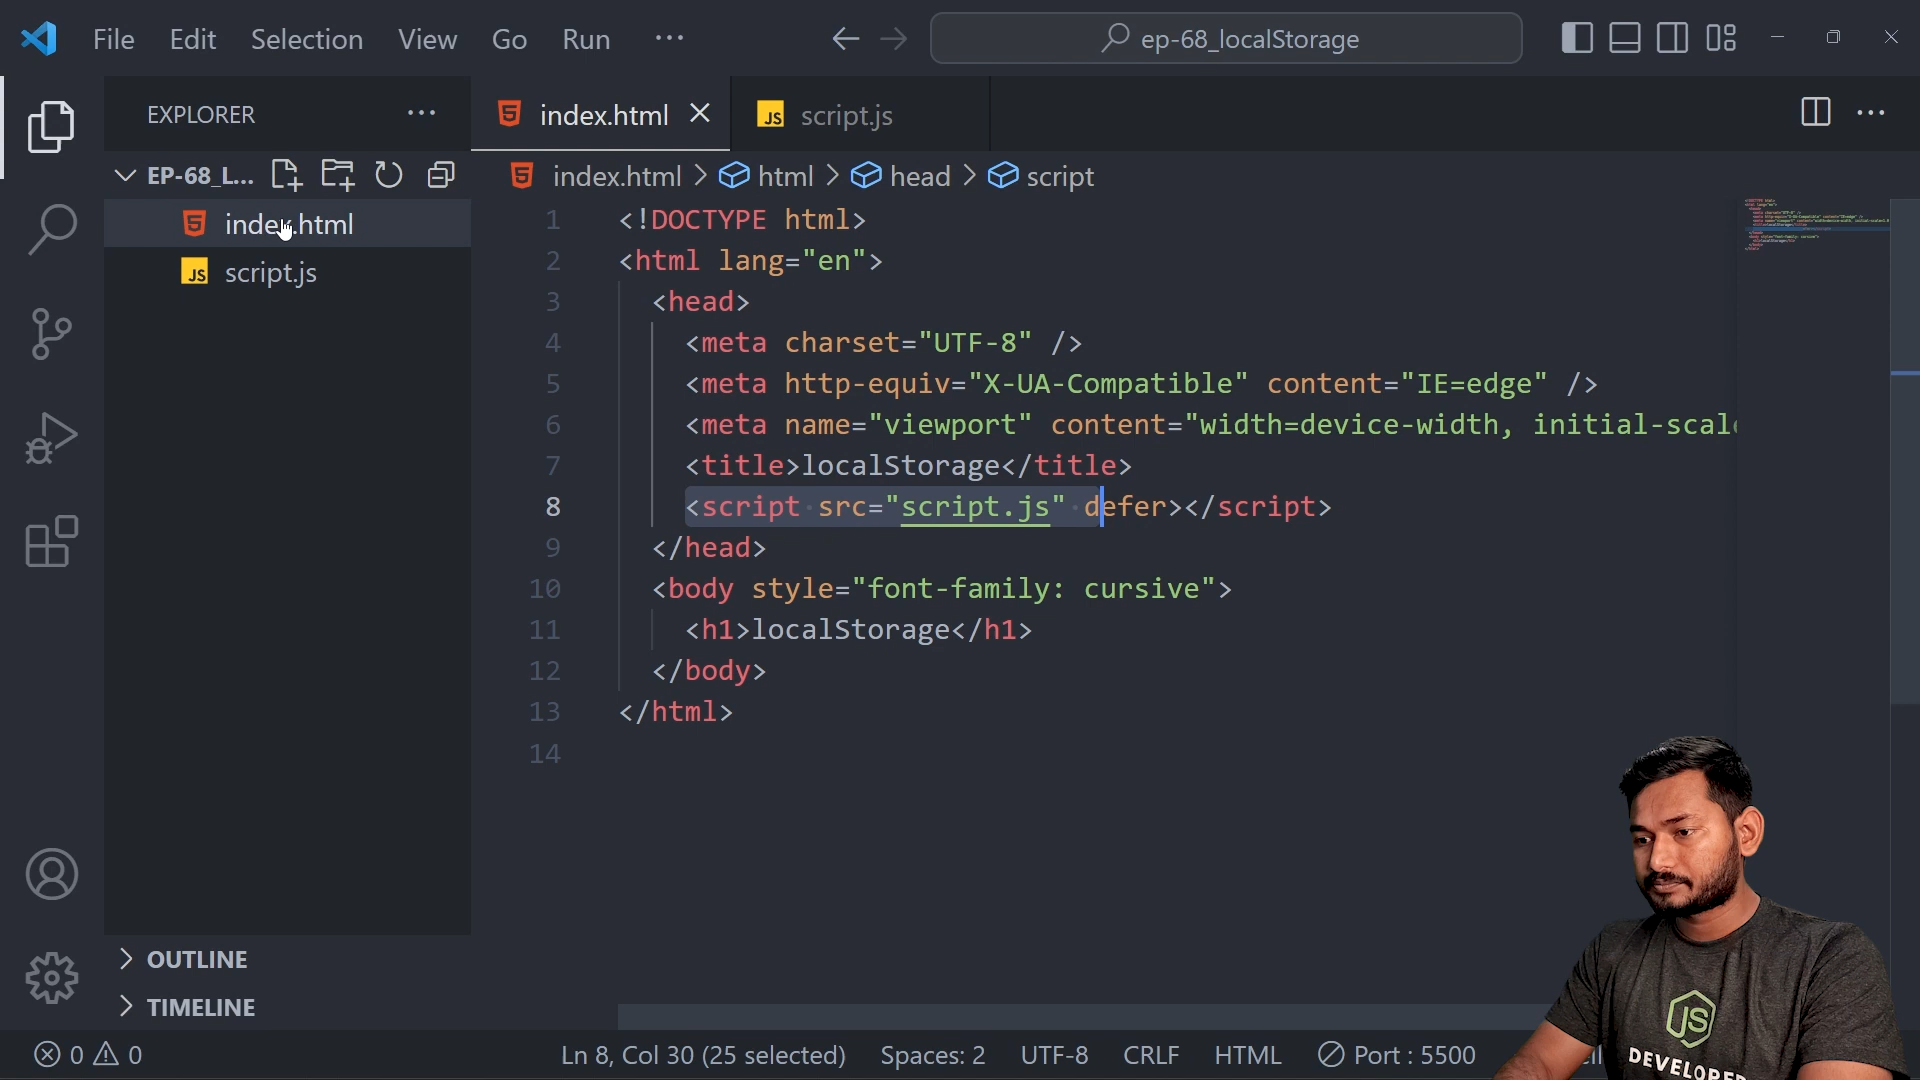 File Edit Selection View Go Run ··· ep-68_localStorage
EXPLORER ···
EP-68_L...
index.html
script.js
OUTLINE
TIMELINE
index.html script.js ···
index.html > html > head > script
1 <!DOCTYPE html>
2 <html lang="en">
3 <head>
4 <meta charset="UTF-8" />
5 <meta http-equiv="X-UA-Compatible" content="IE=edge" />
6 <meta name="viewport" content="width=device-width, initial-scal
7 <title>localStorage</title>
8 <script src="script.js" defer></script>
9 </head>
10 <body style="font-family: cursive">
11 <h1>localStorage</h1>
12 </body>
13 </html>
14
JS
DEVELOPER
0 0 Ln 8, Col 30 (25 selected) Spaces: 2 UTF-8 CRLF HTML Port : 5500